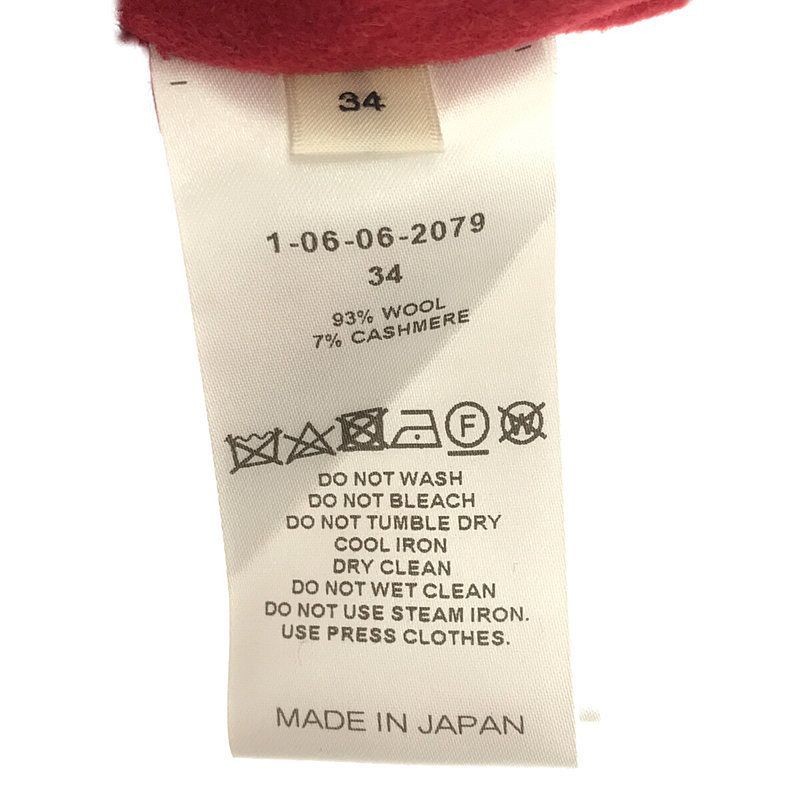 34
1-06-06-2079
34
93% WOOL
7% CASHMERE
F W
DO NOT WASH
DO NOT BLEACH
DO NOT TUMBLE DRY
COOL IRON
DRY CLEAN
DO NOT WET CLEAN
DO NOT USE STEAM IRON.
USE PRESS CLOTHES.
MADE IN JAPAN